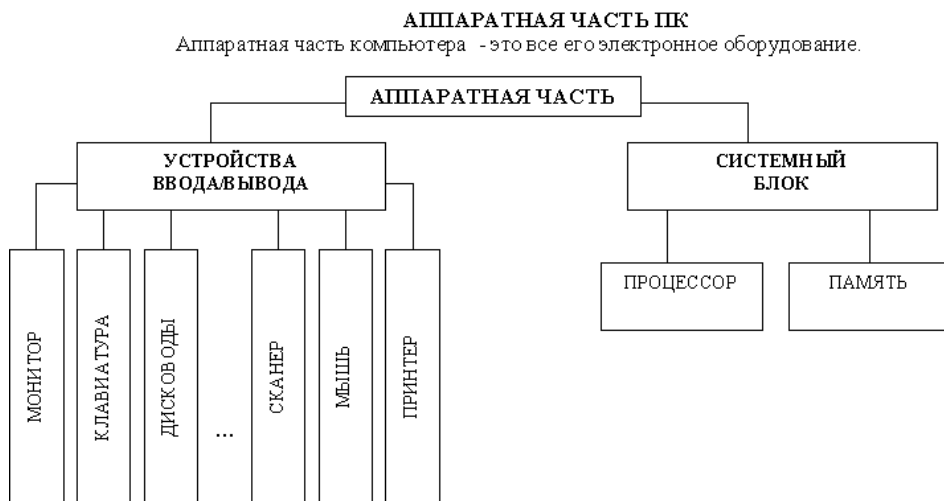 АППАРАТНАЯ ЧАСТЬ ПК
Аппаратная часть компьютера - это все его электронное оборудование.
АППАРАТНАЯ ЧАСТЬ
УСТРОЙСТВА
ВВОДА/ВЫВОДА
СИСТЕМНЫЙ
БЛОК
МОНИТОР
КЛАВИАТУРА
ДИСКОВОДЫ
...
СКАНЕР
МЫШЬ
ПРИНТЕР
ПРОЦЕССОР
ПАМЯТЬ